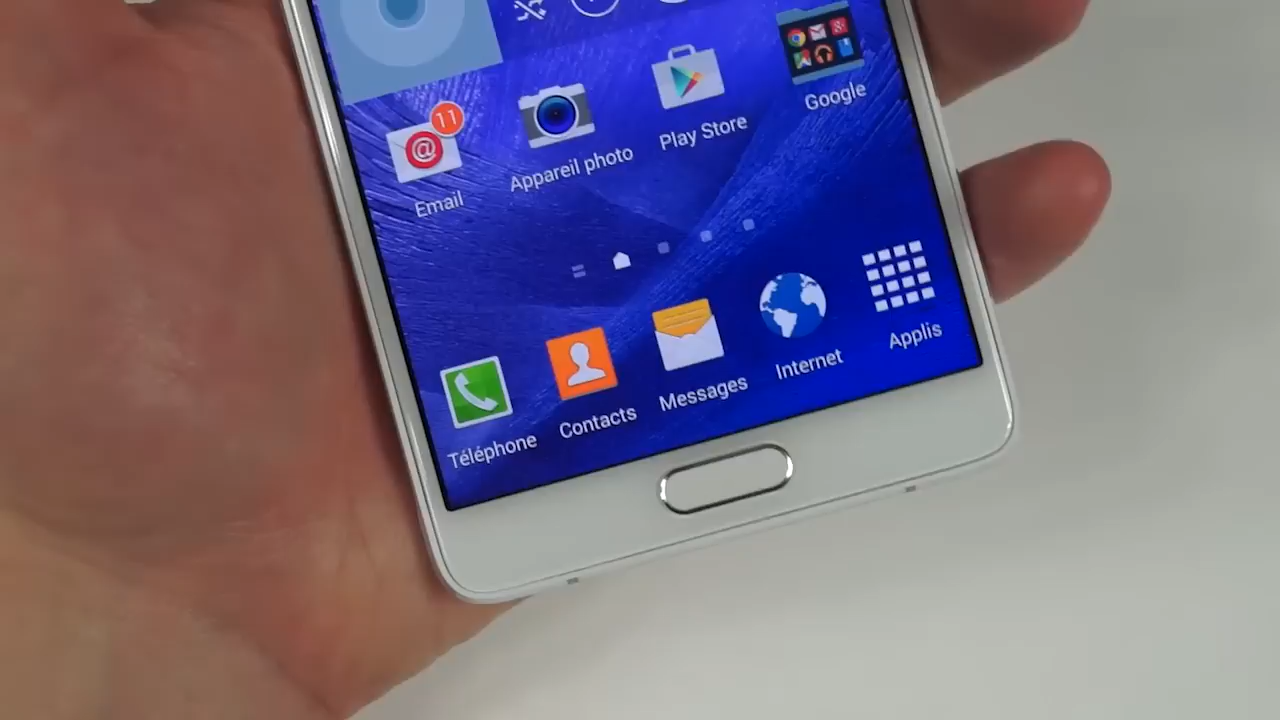 11
@
Email
Appareil photo
Play Store
Google
Téléphone
Contacts
Messages
Internet
Applis